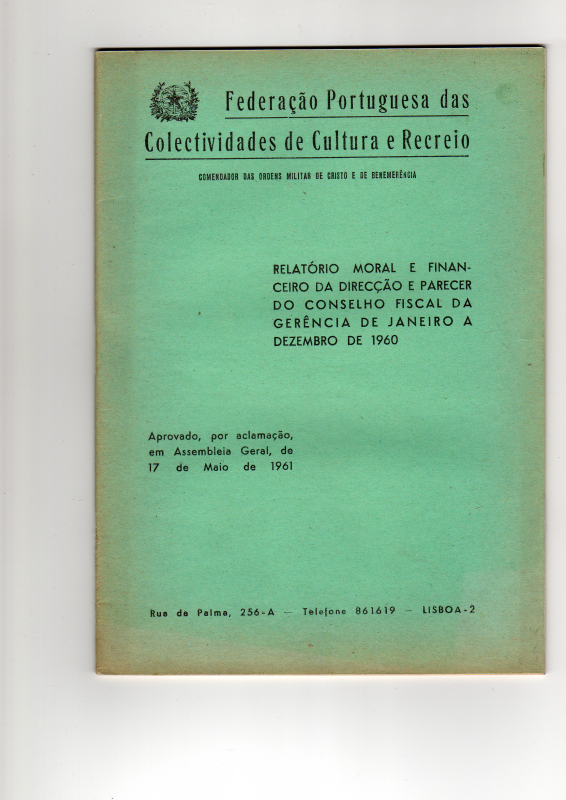 Federação Portuguesa das
Colectividades de Cultura e Recreio
COMENDADOR DAS ORDENS MILITAR DE CRISTO E DE BENEMERÊNCIA
RELATÓRIO MORAL E FINAN-
CEIRO DA DIRECÇÃO E PARECER
DO CONSELHO FISCAL DA
GERÊNCIA DE JANEIRO A
DEZEMBRO DE 1960
Aprovado, por aclamação,
em Assembleia Geral, de
17 de Maio de 1961
Rua da Palma, 256-A — Telefone 861619 — LISBOA-2